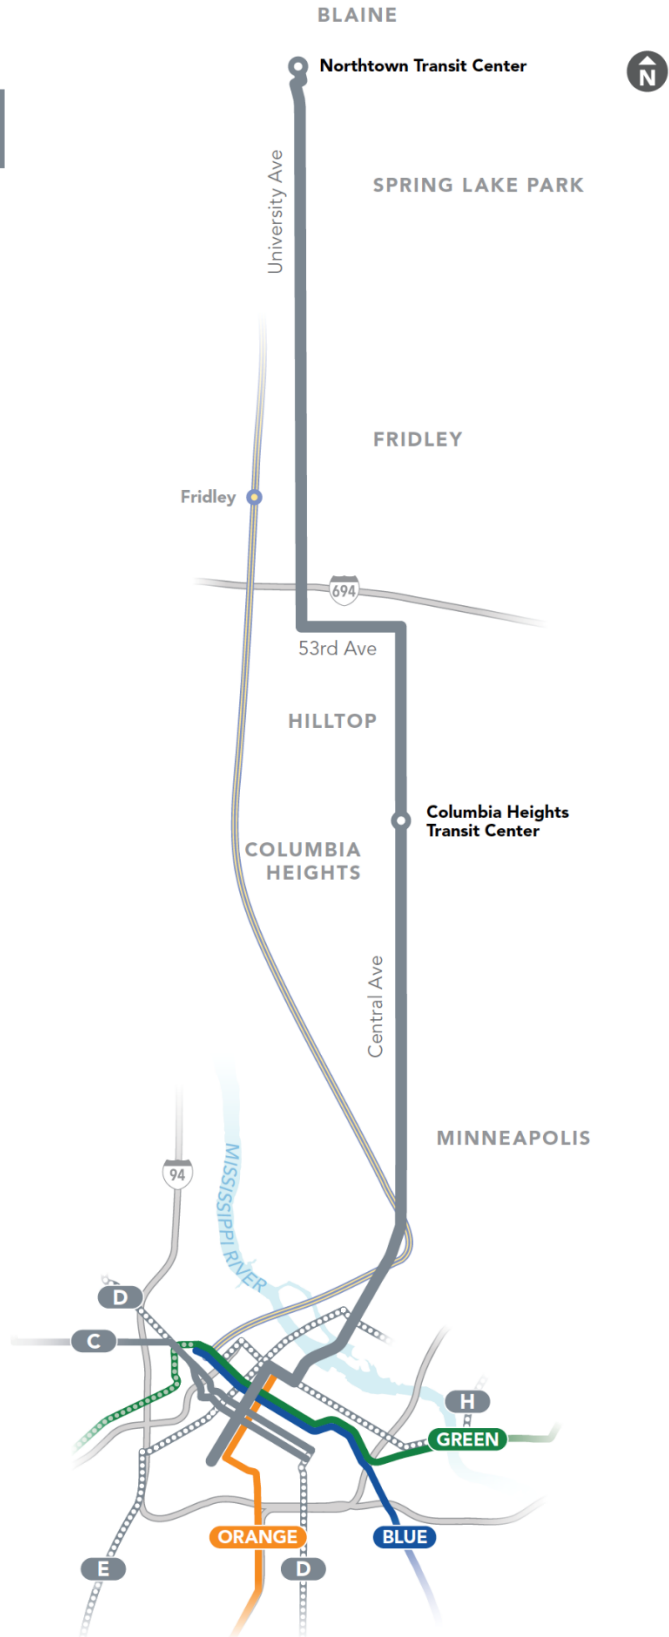 BLAINE
Northtown Transit Center
N
University Ave
SPRING LAKE PARK
FRIDLEY
Fridley
694
53rd Ave
HILLTOP
Columbia Heights
Transit Center
COLUMBIA
HEIGHTS
Central Ave
MINNEAPOLIS
94
MISSISSIPPI RIVER
D
C
H
GREEN
ORANGE
BLUE
E
D